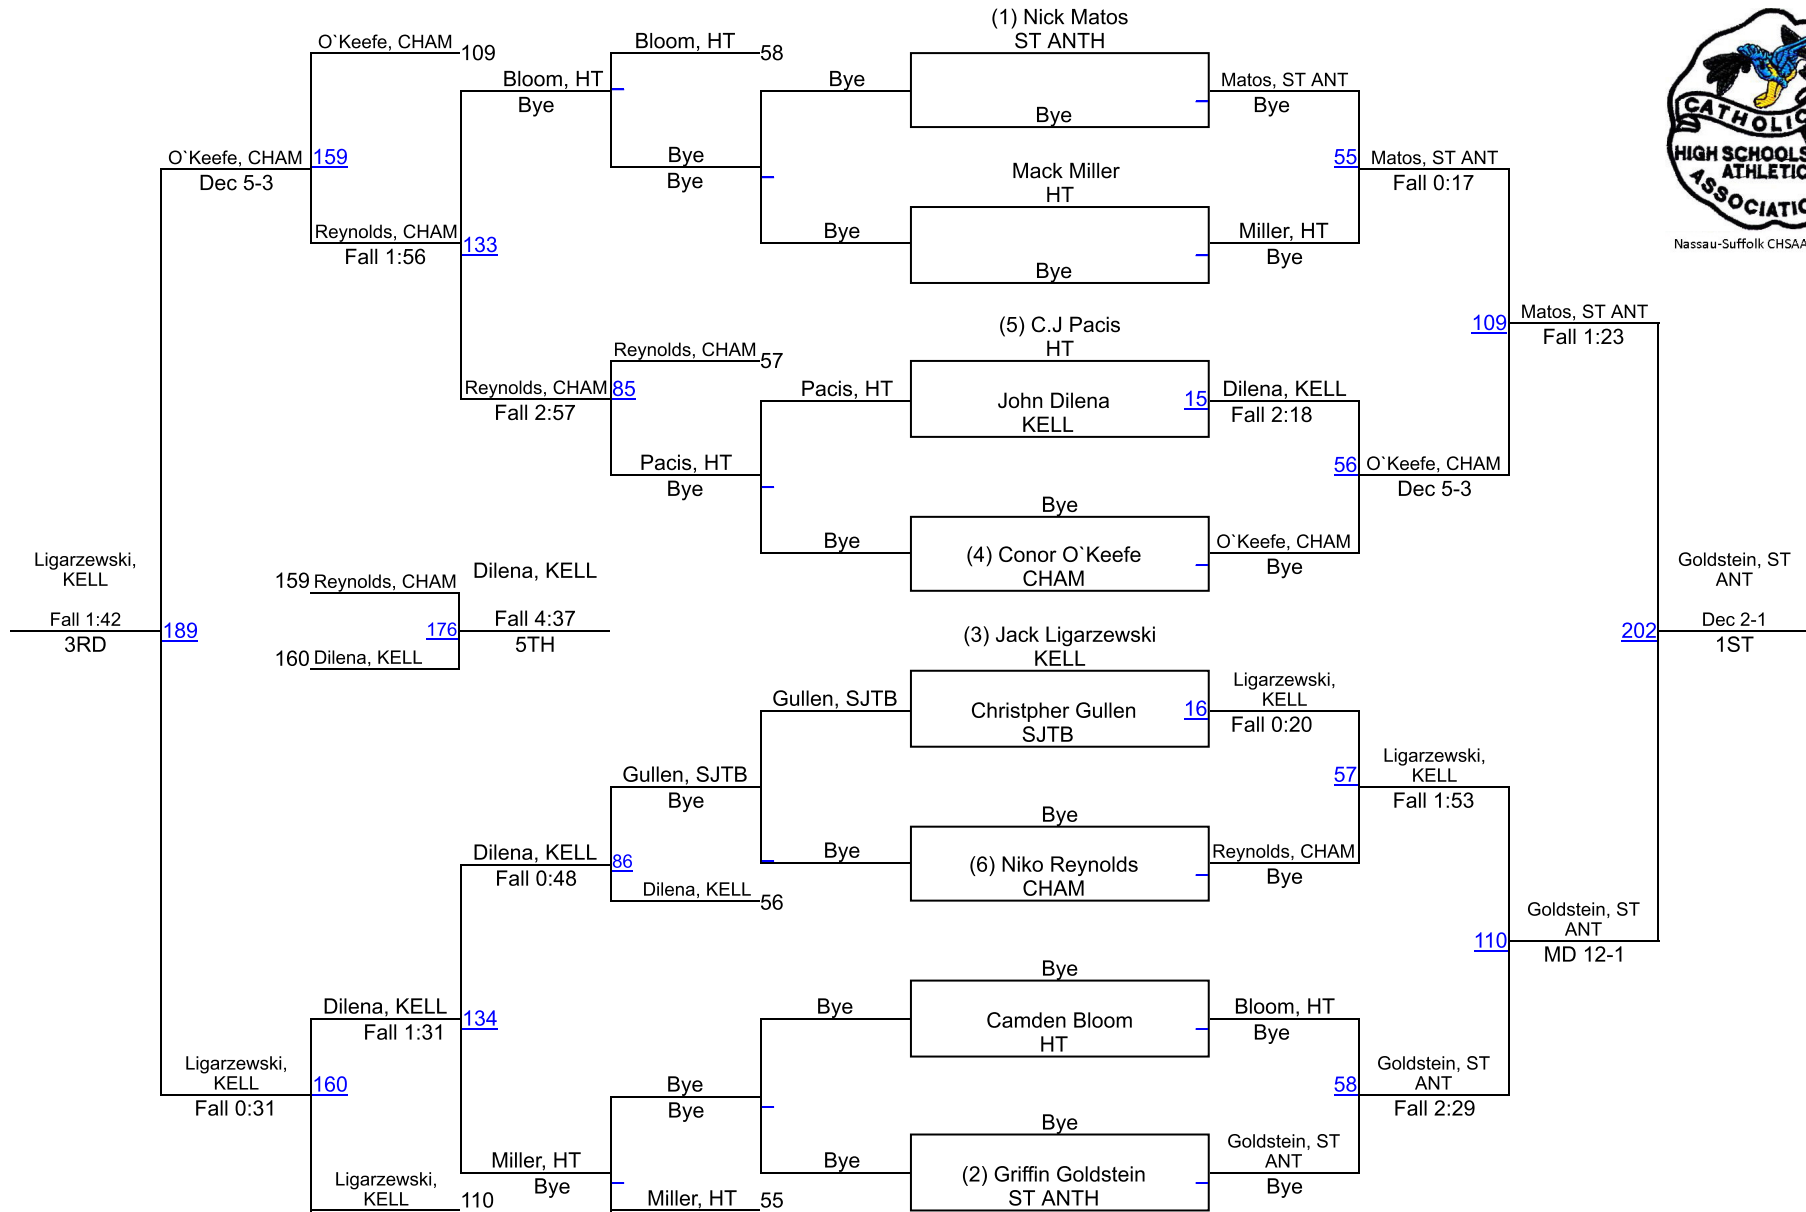 (1) Nick Matos
ST ANTH
O`Keefe, CHAM
109
Bloom, HT
58
Bloom, HT
Bye
Bye
Bye
Matos, ST ANT
Bye
CATHOLIC
HIGH SCHOOLS
ATHLETIC
ASSOCIATIO
Nassau-Suffolk CHSAA
O`Keefe, CHAM
159
Dec 5-3
Bye
Bye
Mack Miller
HT
55
Matos, ST ANT
Fall 0:17
Reynolds, CHAM
Fall 1:56
133
Bye
Bye
Miller, HT
Bye
(5) C.J Pacis
HT
109
Matos, ST ANT
Fall 1:23
Reynolds, CHAM
57
Reynolds, CHAM
85
Fall 2:57
Pacis, HT
John Dilena
KELL
15
Dilena, KELL
Fall 2:18
Pacis, HT
Bye
56
O`Keefe, CHAM
Dec 5-3
Bye
Bye
(4) Conor O`Keefe
CHAM
O`Keefe, CHAM
Bye
Ligarzewski,
KELL
Fall 1:42
3RD
189
159
Reynolds, CHAM
176
160
Dilena, KELL
Dilena, KELL
Fall 4:37
5TH
Goldstein, ST
ANT
202
Dec 2-1
1ST
(3) Jack Ligarzewski
KELL
Gullen, SJTB
Christpher Gullen
SJTB
16
Ligarzewski,
KELL
Fall 0:20
Gullen, SJTB
Bye
57
Ligarzewski,
KELL
Fall 1:53
Bye
Dilena, KELL
86
Fall 0:48
Bye
(6) Niko Reynolds
CHAM
Reynolds, CHAM
Bye
Dilena, KELL
56
110
Goldstein, ST
ANT
MD 12-1
Bye
Dilena, KELL
Fall 1:31
134
Bye
Camden Bloom
HT
Bloom, HT
Bye
Ligarzewski,
KELL
160
Fall 0:31
Bye
Bye
58
Goldstein, ST
ANT
Fall 2:29
Bye
Miller, HT
Bye
Bye
(2) Griffin Goldstein
ST ANTH
Goldstein, ST
ANT
Bye
Ligarzewski,
KELL
110
Miller, HT
55